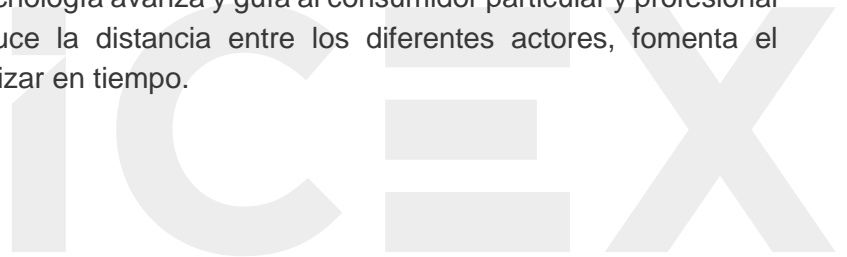 cnología avanza y guía al consumidor particular y profesional
uce la distancia entre los diferentes actores, fomenta el
izar en tiempo.
iCEX